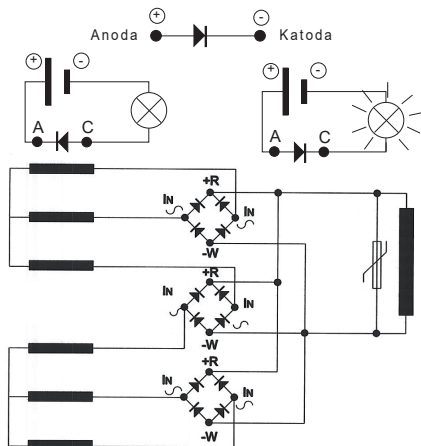 + -
Anoda Katoda
+ - + -
A C A C
+R
IN IN
-W
+R
IN IN
-W
+R
IN IN
-W